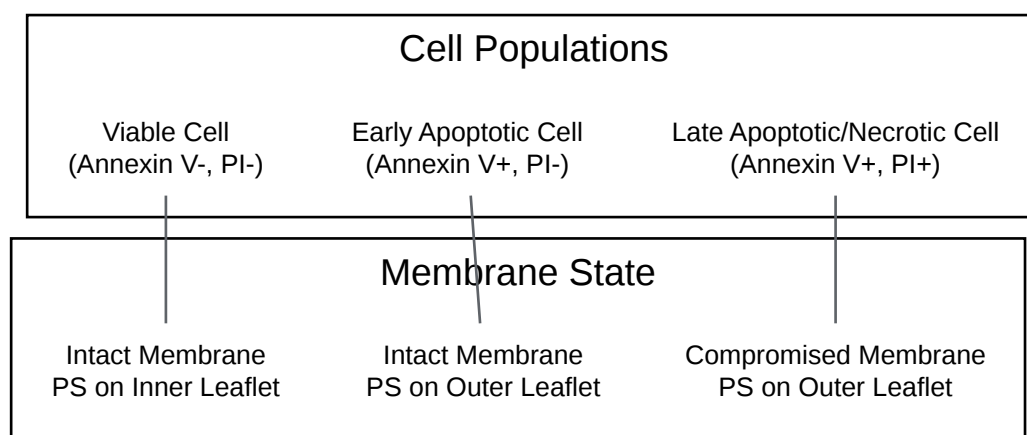 Cell Populations
Viable Cell
(Annexin V-, PI-)
Early Apoptotic Cell
(Annexin V+, PI-)
Late Apoptotic/Necrotic Cell
(Annexin V+, PI+)
Membrane State
Intact Membrane
PS on Inner Leaflet
Intact Membrane
PS on Outer Leaflet
Compromised Membrane
PS on Outer Leaflet